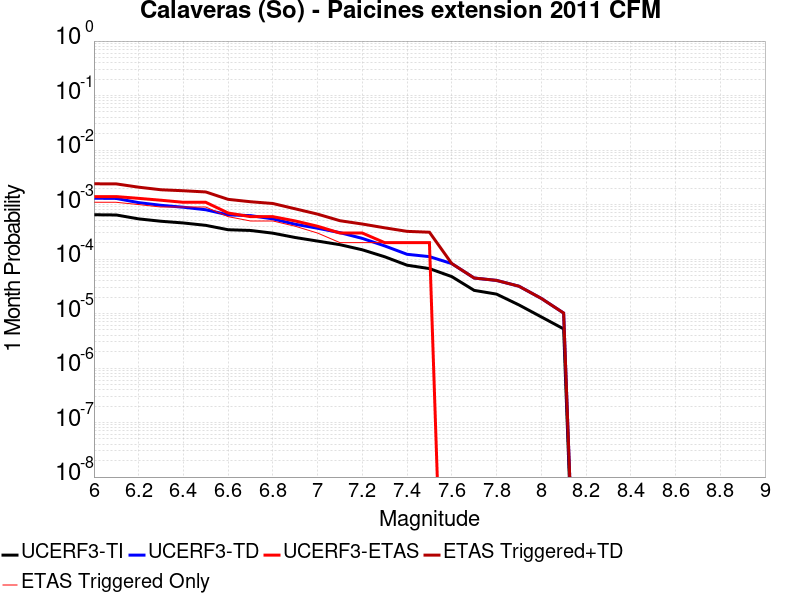 Calaveras (So) - Paicines extension 2011 CFM
10^0
10^-1
10^-2
10^-3
10^-4
10^-5
10^-6
10^-7
10^-8
1 Month Probability
6 6.2 6.4 6.6 6.8 7 7.2 7.4 7.6 7.8 8 8.2 8.4 8.6 8.8 9
Magnitude
UCERF3-TI UCERF3-TD UCERF3-ETAS ETAS Triggered+TD
ETAS Triggered Only